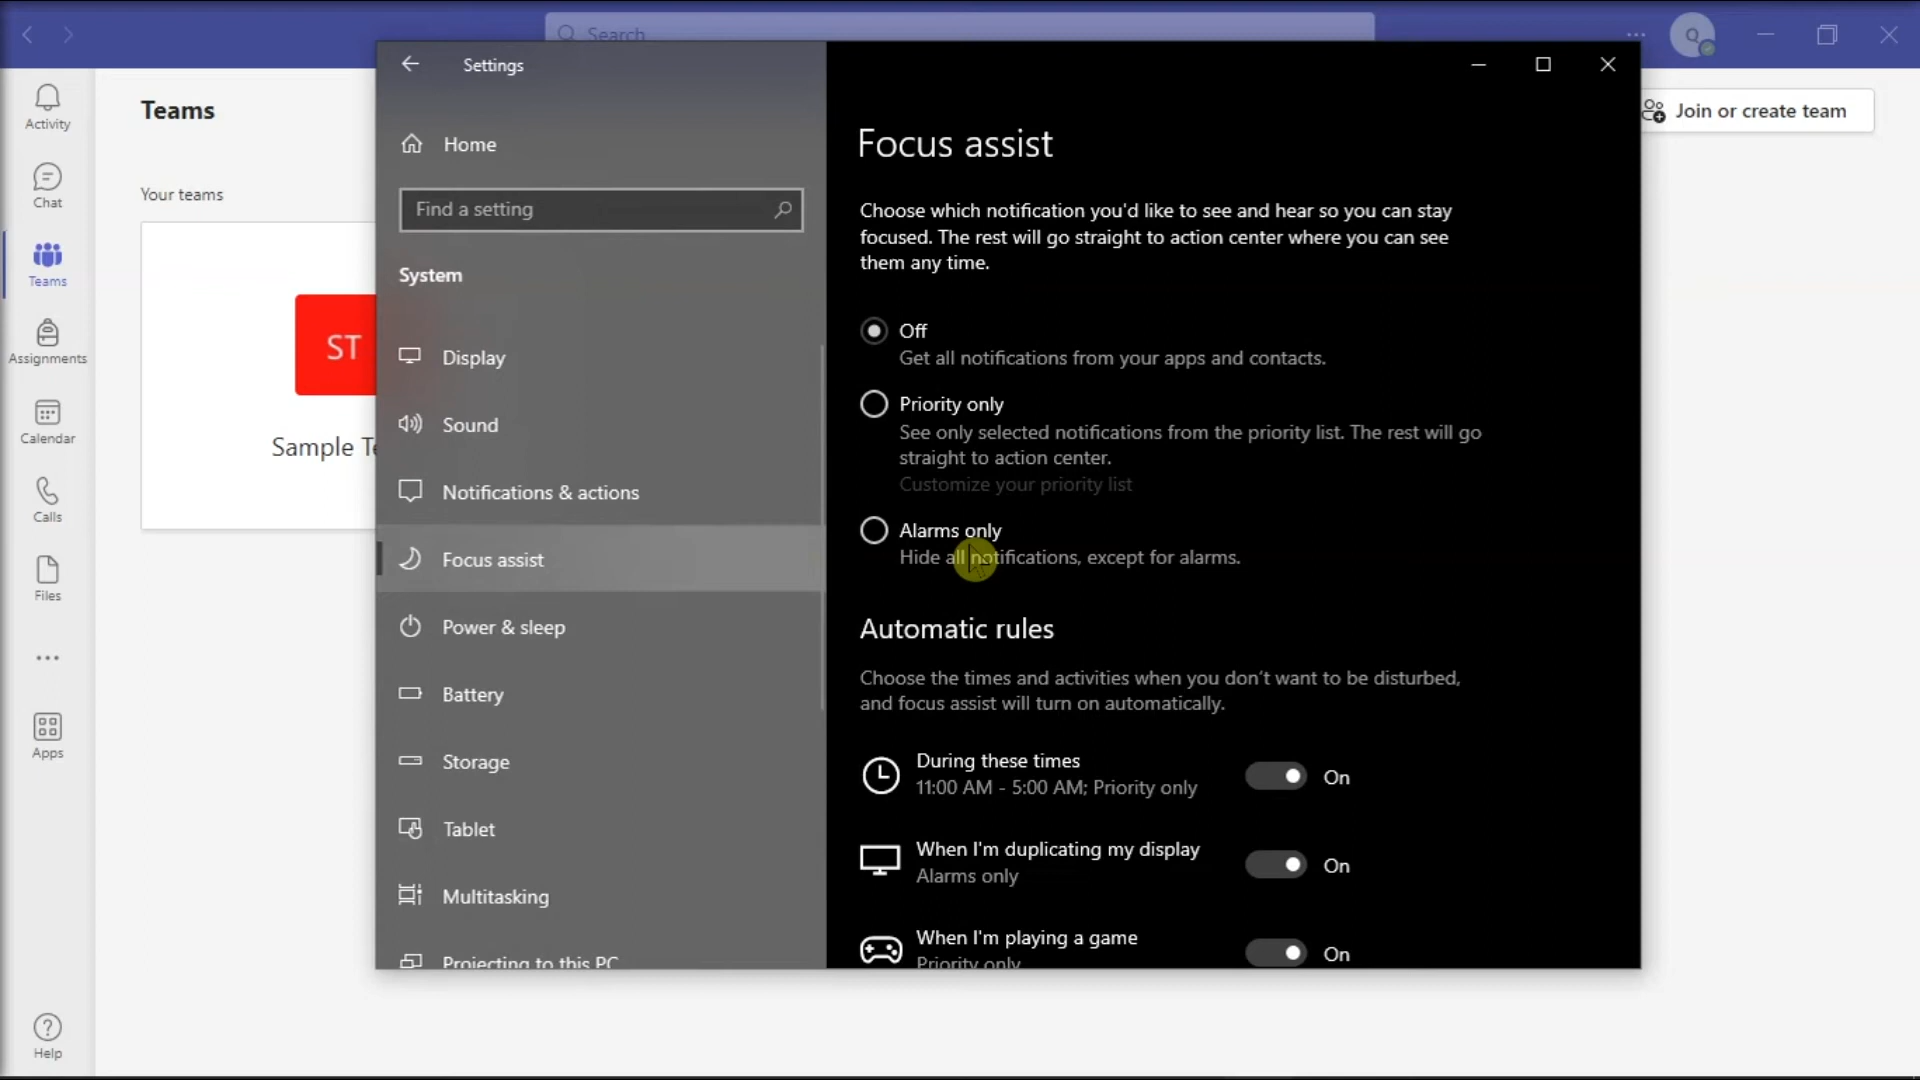 Search
Q
Activity
Chat
Teams
Assignments
Calendar
Calls
Files
Apps
Help
Teams
Join or create team
Your teams
ST
Sample Te
Settings
Home
Find a setting
System
Display
Sound
Notifications & actions
Focus assist
Power & sleep
Battery
Storage
Tablet
Multitasking
Projecting to this PC
Focus assist
Choose which notification you'd like to see and hear so you can stay
focused. The rest will go straight to action center where you can see
them any time.
Off
Get all notifications from your apps and contacts.
Priority only
See only selected notifications from the priority list. The rest will go
straight to action center.
Customize your priority list
Alarms only
Hide all notifications, except for alarms.
Automatic rules
Choose the times and activities when you don't want to be disturbed,
and focus assist will turn on automatically.
During these times
11:00 AM - 5:00 AM; Priority only
On
When I'm duplicating my display
Alarms only
On
When I'm playing a game
Priority only
On